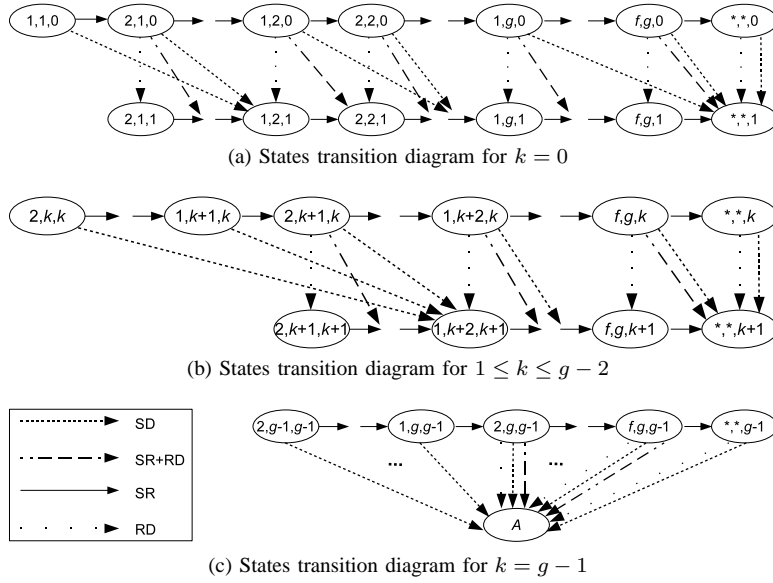 1,1,0 2,1,0 1,2,0 2,2,0 1,g,0 f,g,0 *,*,0
2,1,1 1,2,1 2,2,1 1,g,1 f,g,1 *,*,1
(a) States transition diagram for k = 0
2,k,k 1,k+1,k 2,k+1,k 1,k+2,k f,g,k *,*,k
2,k+1,k+1 1,k+2,k+1 f,g,k+1 *,*,k+1
(b) States transition diagram for 1 ≤ k ≤ g − 2
SD
SR+RD
SR
RD
2,g-1,g-1 1,g,g-1 2,g,g-1 f,g,g-1 *,*,g-1
... ...
A
(c) States transition diagram for k = g − 1